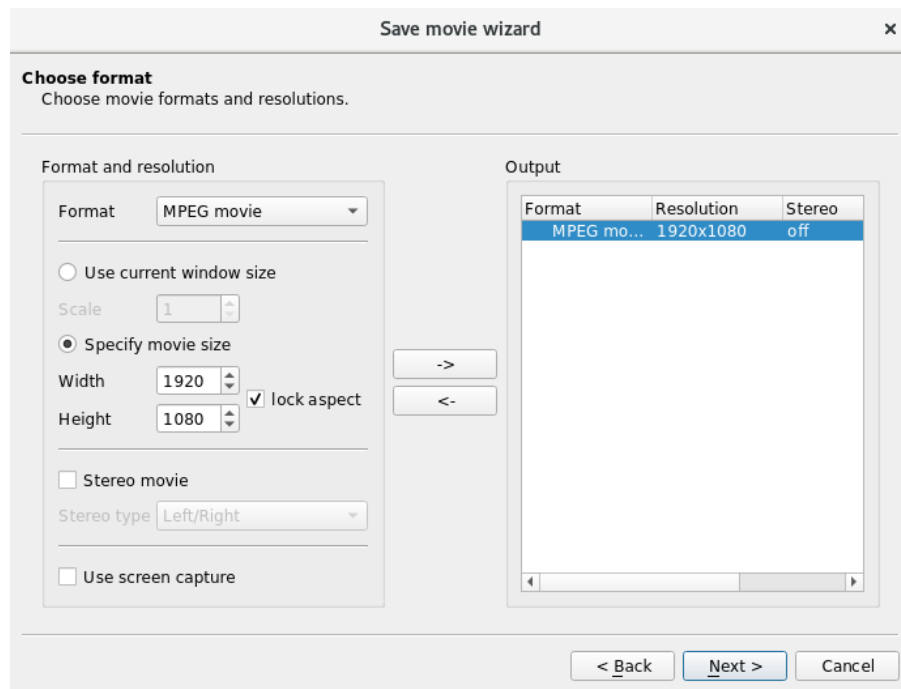 Save movie wizard
Choose format
Choose movie formats and resolutions.
Format and resolution
Format MPEG movie
Use current window size
Scale 1
Specify movie size
Width 1920
lock aspect
Height 1080
Stereo movie
Stereo type Left/Right
Use screen capture
->
<-
Output
Format Resolution Stereo
MPEG mo... 1920x1080 off
< Back Next > Cancel